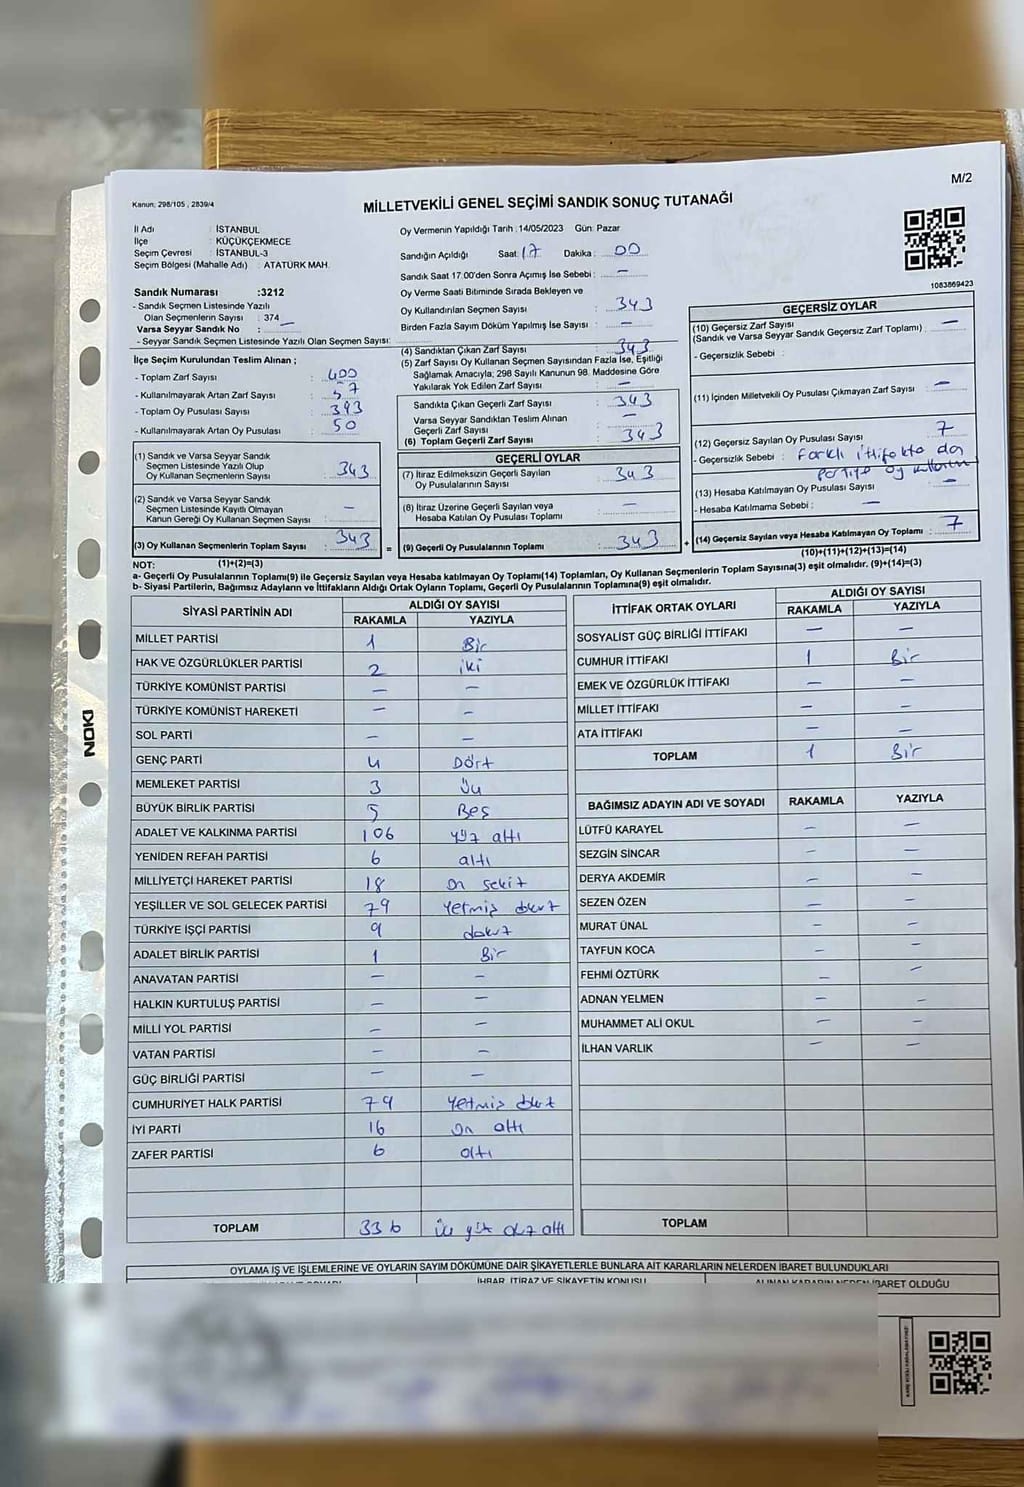 M/2
Kanun; 298/105 , 2839/4
MİLLETVEKİLİ GENEL SEÇİMİ SANDIK SONUÇ TUTANAĞI
İl Adı : İSTANBUL
İlçe : KÜÇÜKÇEKMECE
Seçim Çevresi : İSTANBUL-3
Seçim Bölgesi (Mahalle Adı) : ATATÜRK MAH.
Sandık Numarası :3212
- Sandık Seçmen Listesinde Yazılı
Olan Seçmenlerin Sayısı : 374
Varsa Seyyar Sandık No : —
- Seyyar Sandık Seçmen Listesinde Yazılı Olan Seçmen Sayısı:
İlçe Seçim Kurulundan Teslim Alınan ;
- Toplam Zarf Sayısı : 400
- Kullanılmayarak Artan Zarf Sayısı : 57
- Toplam Oy Pusulası Sayısı : 393
- Kullanılmayarak Artan Oy Pusulası : 50
(1) Sandık ve Varsa Seyyar Sandık
Seçmen Listesinde Yazılı Olup
Oy Kullanan Seçmenlerin Sayısı : 343
(2) Sandık ve Varsa Seyyar Sandık
Seçmen Listesinde Kayıtlı Olmayan
Kanun Gereği Oy Kullanan Seçmen Sayısı : —
(3) Oy Kullanan Seçmenlerin Toplam Sayısı : 343
Oy Vermenin Yapıldığı Tarih :14/05/2023 Gün: Pazar
Sandığın Açıldığı Saat: 17 Dakika: 00
Sandık Saat 17.00'den Sonra Açımış İse Sebebi : —
Oy Verme Saati Bitiminde Sırada Bekleyen ve
Oy Kullandırılan Seçmen Sayısı : 343
Birden Fazla Sayım Döküm Yapılmış İse Sayısı : —
(4) Sandıktan Çıkan Zarf Sayısı : 343
(5) Zarf Sayısı Oy Kullanan Seçmen Sayısından Fazla İse, Eşitliği
Sağlamak Amacıyla; 298 Sayılı Kanunun 98. Maddesine Göre
Yakılarak Yok Edilen Zarf Sayısı : —
Sandıkta Çıkan Geçerli Zarf Sayısı : 343
Varsa Seyyar Sandıktan Teslim Alınan
Geçerli Zarf Sayısı : —
(6) Toplam Geçerli Zarf Sayısı : 343
GEÇERLİ OYLAR
(7) İtiraz Edilmeksizin Geçerli Sayılan
Oy Pusulalarının Sayısı : 343
(8) İtiraz Üzerine Geçerli Sayılan veya
Hesaba Katılan Oy Pusulası Toplamı : —
= (9) Geçerli Oy Pusulalarının Toplamı : 343 +
1083869423
GEÇERSİZ OYLAR
(10) Geçersiz Zarf Sayısı : —
(Sandık ve Varsa Seyyar Sandık Geçersiz Zarf Toplamı)
- Geçersizlik Sebebi :
(11) İçinden Milletvekili Oy Pusulası Çıkmayan Zarf Sayısı : —
(12) Geçersiz Sayılan Oy Pusulası Sayısı : 7
- Geçersizlik Sebebi : Farklı ittifakta da
partiye oy kullanım
(13) Hesaba Katılmayan Oy Pusulası Sayısı : —
- Hesaba Katılmama Sebebi : —
(14) Geçersiz Sayılan veya Hesaba Katılmayan Oy Toplamı : 7
NOT: (1)+(2)=(3) (10)+(11)+(12)+(13)=(14)
a- Geçerli Oy Pusulalarının Toplamı(9) ile Geçersiz Sayılan veya Hesaba katılmayan Oy Toplamı(14) Toplamları, Oy Kullanan Seçmenlerin Toplam Sayısına(3) eşit olmalıdır. (9)+(14)=(3)
b- Siyasi Partilerin, Bağımsız Adayların ve İttifakların Aldığı Ortak Oyların Toplamı, Geçerli Oy Pusulalarının Toplamına(9) eşit olmalıdır.
SİYASİ PARTİNİN ADI ALDIĞI OY SAYISI
RAKAMLA YAZIYLA
MİLLET PARTİSİ 1 Bir
HAK VE ÖZGÜRLÜKLER PARTİSİ 2 iki
TÜRKİYE KOMÜNİST PARTİSİ — —
TÜRKİYE KOMÜNİST HAREKETİ — —
SOL PARTİ — —
GENÇ PARTİ 4 Dört
MEMLEKET PARTİSİ 3 Üç
BÜYÜK BİRLİK PARTİSİ 5 Beş
ADALET VE KALKINMA PARTİSİ 106 yüz altı
YENİDEN REFAH PARTİSİ 6 altı
MİLLİYETÇİ HAREKET PARTİSİ 18 on sekiz
YEŞİLLER VE SOL GELECEK PARTİSİ 79 Yetmiş dokuz
TÜRKİYE İŞÇİ PARTİSİ 9 dokuz
ADALET BİRLİK PARTİSİ 1 Bir
ANAVATAN PARTİSİ — —
HALKIN KURTULUŞ PARTİSİ — —
MİLLİ YOL PARTİSİ — —
VATAN PARTİSİ — —
GÜÇ BİRLİĞİ PARTİSİ — —
CUMHURİYET HALK PARTİSİ 79 Yetmiş dokuz
İYİ PARTİ 16 on altı
ZAFER PARTİSİ 6 altı
TOPLAM 336 üç yüz otuz altı
İTTİFAK ORTAK OYLARI ALDIĞI OY SAYISI
RAKAMLA YAZIYLA
SOSYALİST GÜÇ BİRLİĞİ İTTİFAKI — —
CUMHUR İTTİFAKI 1 Bir
EMEK VE ÖZGÜRLÜK İTTİFAKI — —
MİLLET İTTİFAKI — —
ATA İTTİFAKI — —
TOPLAM 1 Bir
BAĞIMSIZ ADAYIN ADI VE SOYADI RAKAMLA YAZIYLA
LÜTFÜ KARAYEL — —
SEZGİN SİNCAR — —
DERYA AKDEMİR — —
SEZEN ÖZEN — —
MURAT ÜNAL — —
TAYFUN KOCA — —
FEHMİ ÖZTÜRK — —
ADNAN YELMEN — —
MUHAMMET ALİ OKUL — —
İLHAN VARLIK — —
TOPLAM
OYLAMA İŞ VE İŞLEMLERİNE VE OYLARIN SAYIM DÖKÜMÜNE DAİR ŞİKAYETLERLE BUNLARA AİT KARARLARIN NELERDEN İBARET BULUNDUKLARI
İHBAR, İTİRAZ VE ŞİKAYETİN KONUSU
ALINAN KARARIN NEDEN İBARET OLDUĞU
NOKI